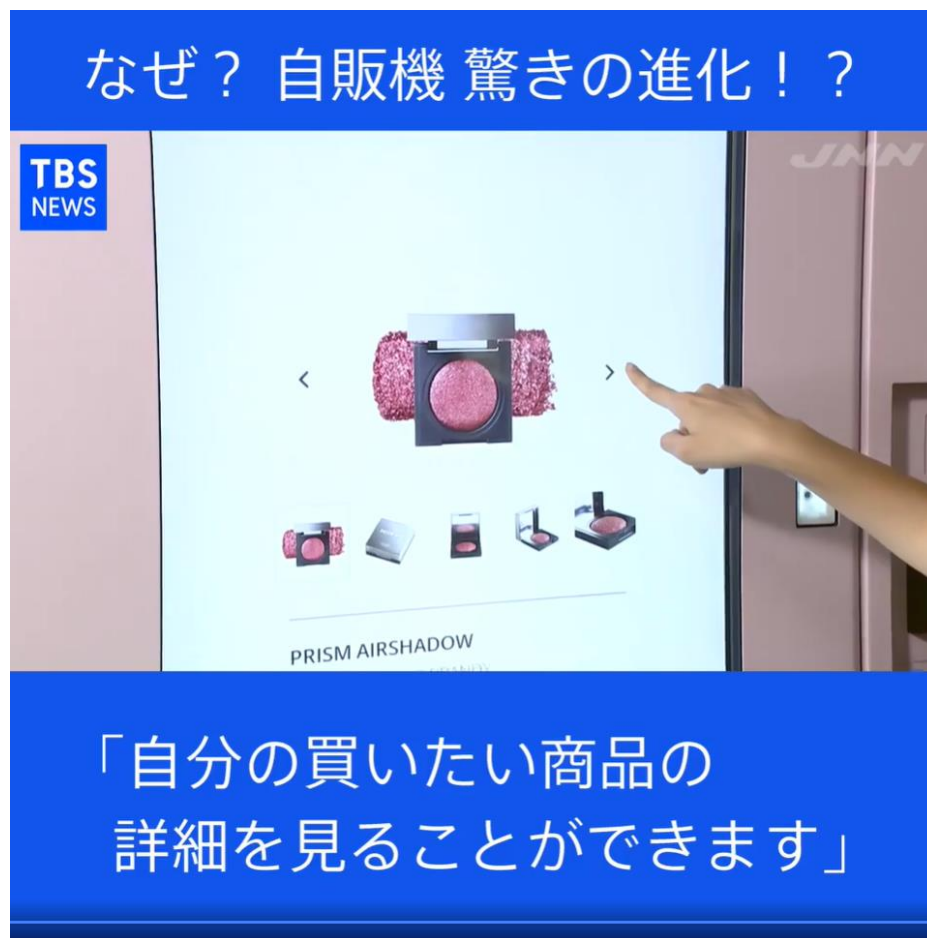 なぜ？ 自販機 驚きの進化！？
TBS
NEWS
JNN
PRISM AIRSHADOW
「自分の買いたい商品の
詳細を見ることができます」